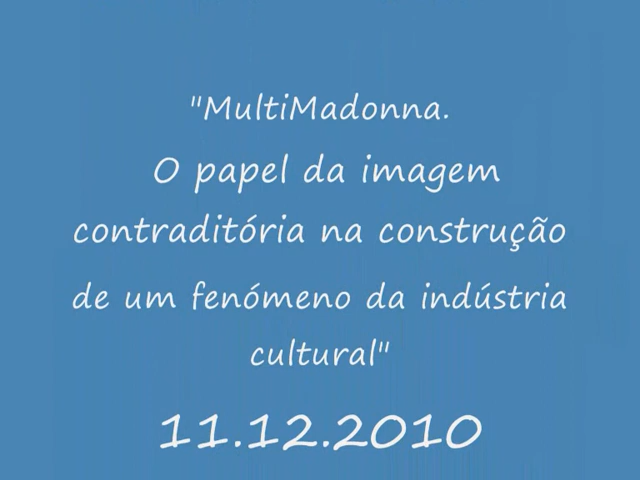 "MultiMadonna.
O papel da imagem
contraditória na construção
de um fenómeno da indústria
cultural"
11.12.2010